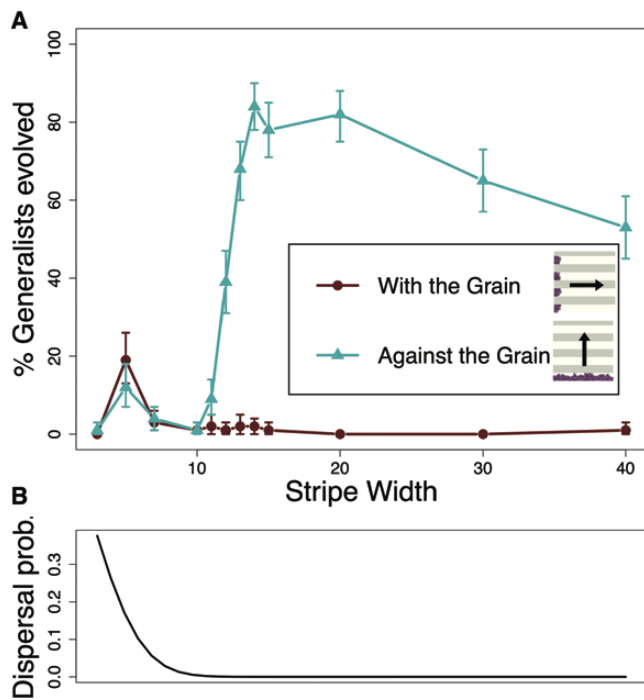 A
100
80
60
40
20
0
% Generalists evolved
With the Grain
Against the Grain
10
20
30
40
Stripe Width
B
0.3
0.2
0.1
0.0
Dispersal prob.